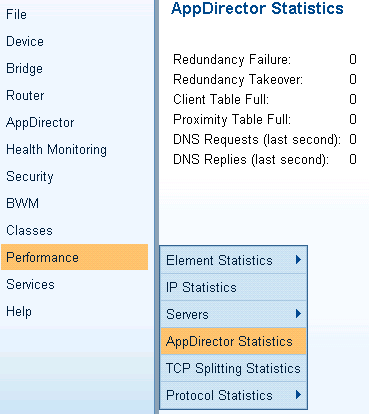 AppDirector Statistics
Redundancy Failure: 0
Redundancy Takeover: 0
Client Table Full: 0
Proximity Table Full: 0
DNS Requests (last second): 0
DNS Replies (last second): 0
File
Device
Bridge
Router
AppDirector
Health Monitoring
Security
BWM
Classes
Performance
Services
Help
Element Statistics
IP Statistics
Servers
AppDirector Statistics
TCP Splitting Statistics
Protocol Statistics